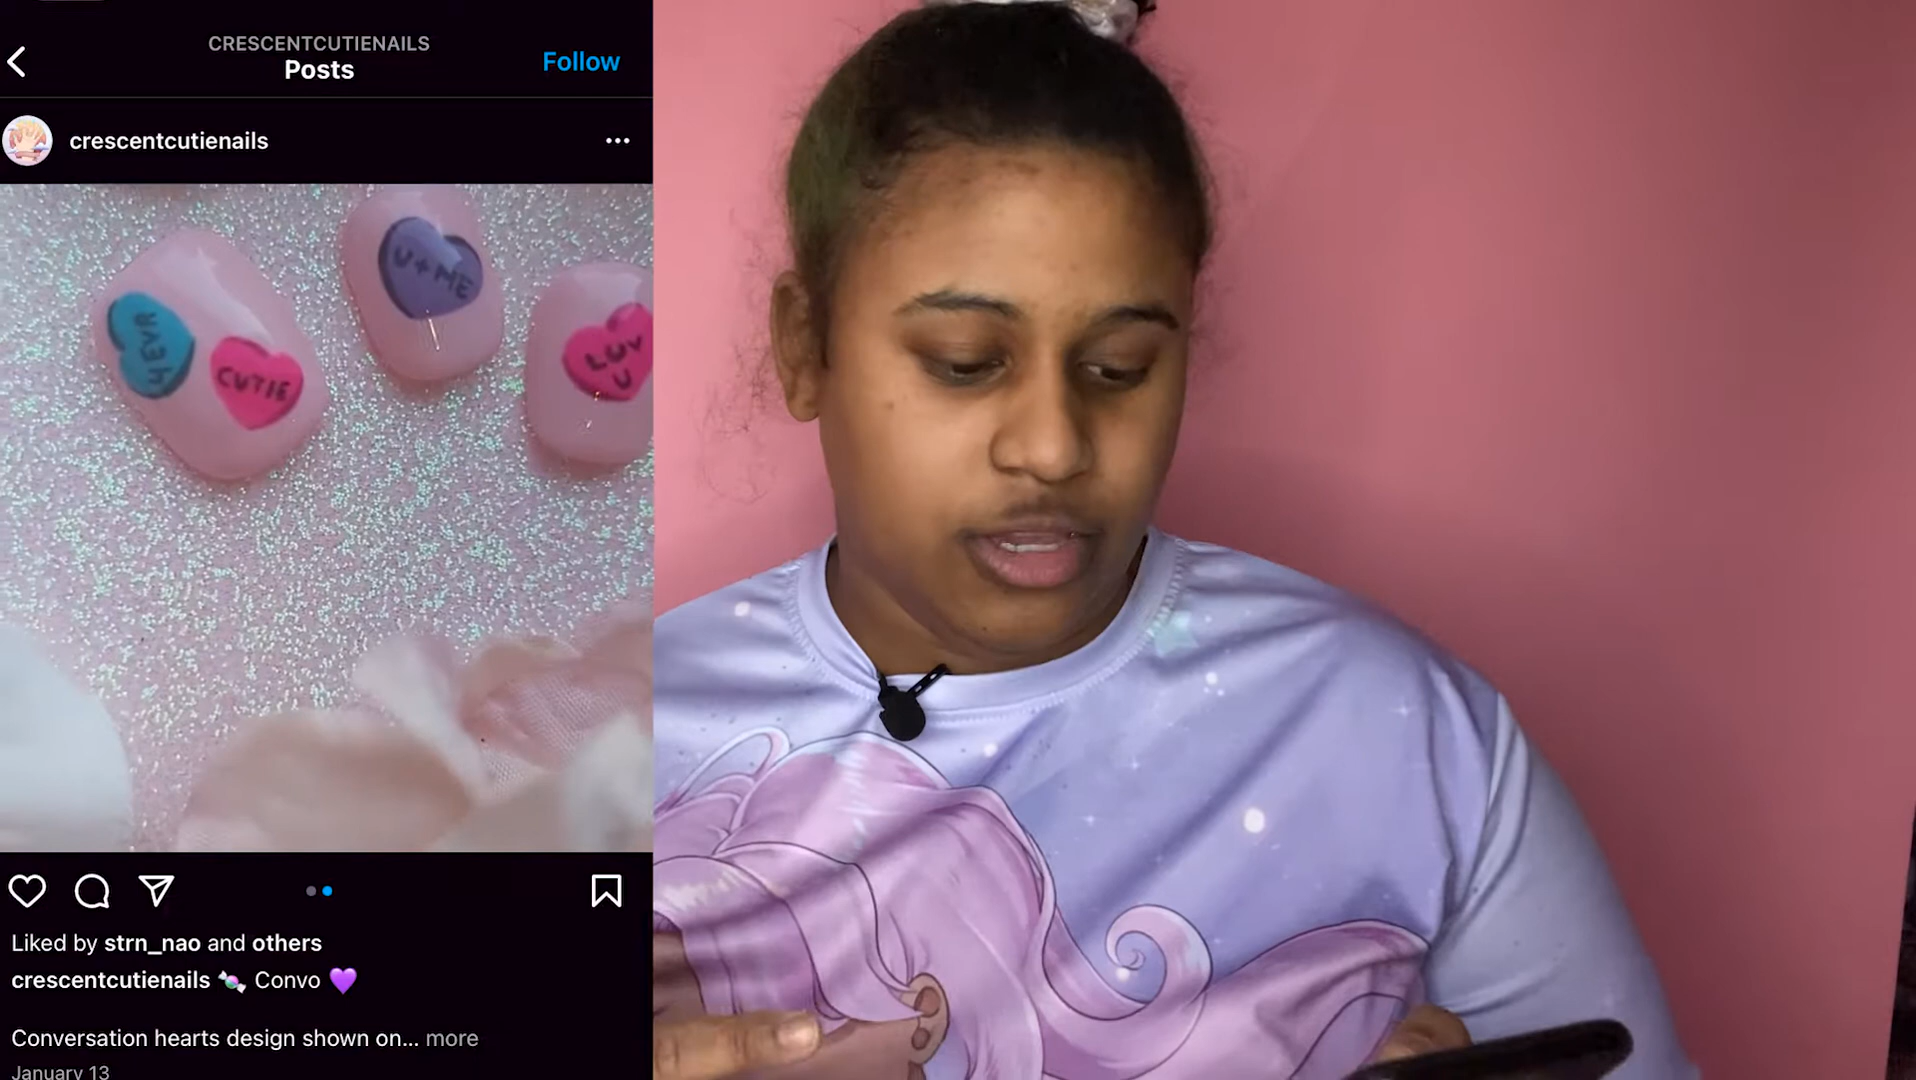 CRESCENTCUTIENAILS
Posts
Follow
crescentcutienails
U + ME
4EVR
CUTIE
LUV
U
Liked by strn_nao and others
crescentcutienails 🍬 Convo 💜
Conversation hearts design shown on... more
January 13